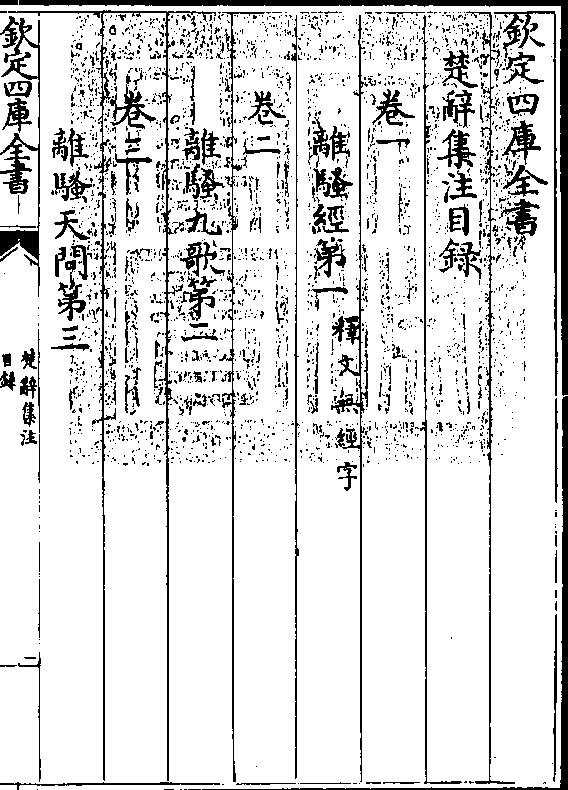 欽定四庫全書
楚辭集注目録
卷一
離騷經第一釋文無經字
卷二
離騷九歌第二
卷三
離騷天問第三
欽定四庫全書
楚辭集注
目録
二